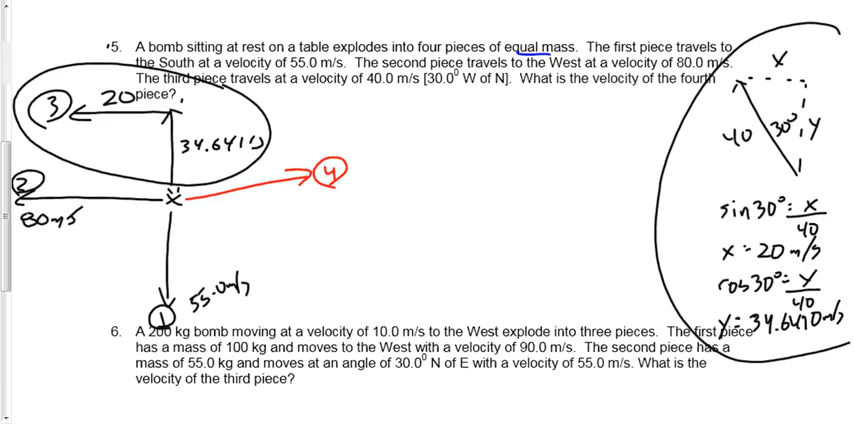 5. A bomb sitting at rest on a table explodes into four pieces of equal mass. The first piece travels to
the South at a velocity of 55.0 m/s. The second piece travels to the West at a velocity of 80.0 m/s.
The third piece travels at a velocity of 40.0 m/s [30.0⁰ W of N]. What is the velocity of the fourth
piece?
3
20
34.641
4
2
80 m/s
1
55.0 m/s
x
40
30°
y
sin30° = x/40
x = 20 m/s
cos30° = y/40
y = 34.6410 m/s
6. A 200 kg bomb moving at a velocity of 10.0 m/s to the West explode into three pieces. The first piece
has a mass of 100 kg and moves to the West with a velocity of 90.0 m/s. The second piece has a
mass of 55.0 kg and moves at an angle of 30.0⁰ N of E with a velocity of 55.0 m/s. What is the
velocity of the third piece?